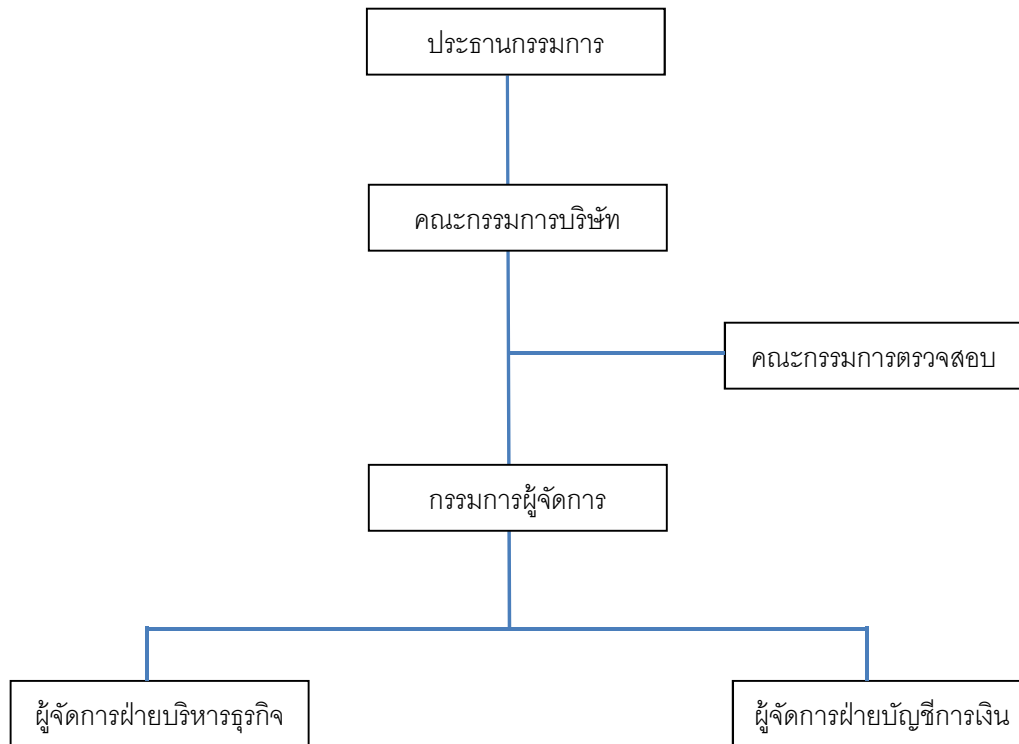 ประธานกรรมการ
คณะกรรมการบริษัท
คณะกรรมการตรวจสอบ
กรรมการผู้จัดการ
ผู้จัดการฝ่ายบริหารธุรกิจ
ผู้จัดการฝ่ายบัญชีการเงิน